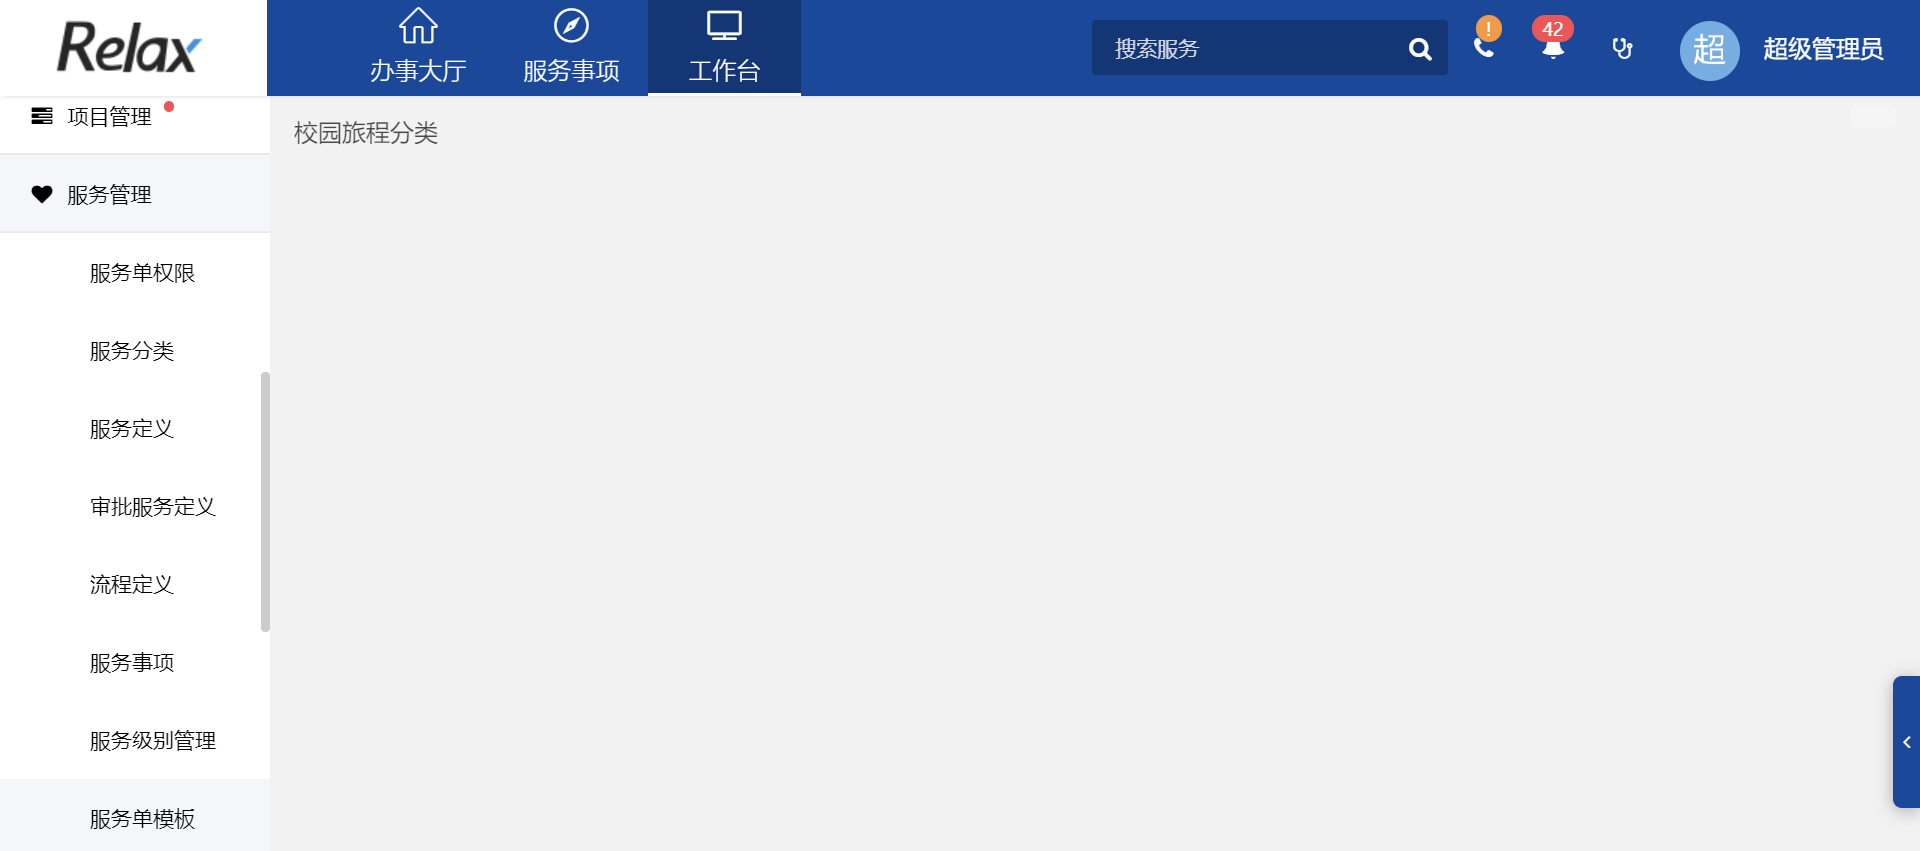 Relax
办事大厅
服务事项
工作台
搜索服务
!
42
超
超级管理员
项目管理
服务管理
服务单权限
服务分类
服务定义
审批服务定义
流程定义
服务事项
服务级别管理
服务单模板
校园旅程分类